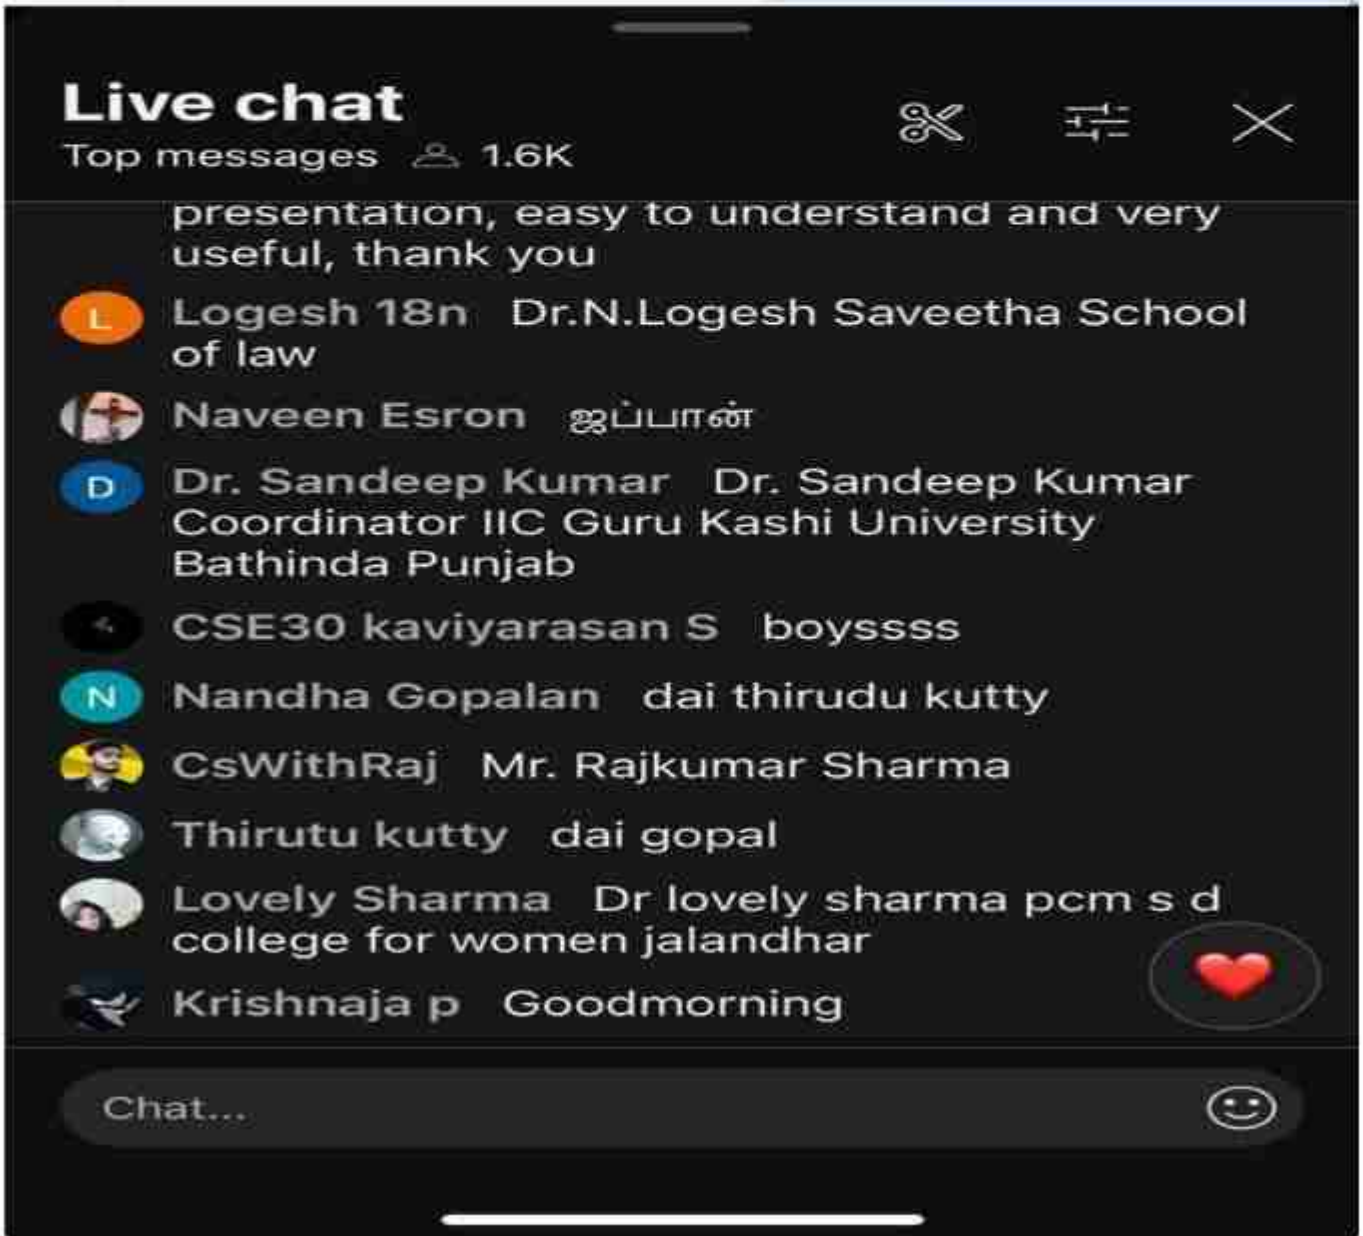 Live chat
Top messages 1.6K
presentation, easy to understand and very
useful, thank you
L Logesh 18n Dr.N.Logesh Saveetha School
of law
Naveen Esron ஜப்பான்
D Dr. Sandeep Kumar Dr. Sandeep Kumar
Coordinator IIC Guru Kashi University
Bathinda Punjab
CSE30 kaviyarasan S boyssss
N Nandha Gopalan dai thirudu kutty
CsWithRaj Mr. Rajkumar Sharma
Thirutu kutty dai gopal
Lovely Sharma Dr lovely sharma pcm s d
college for women jalandhar
Krishnaja p Goodmorning
Chat...